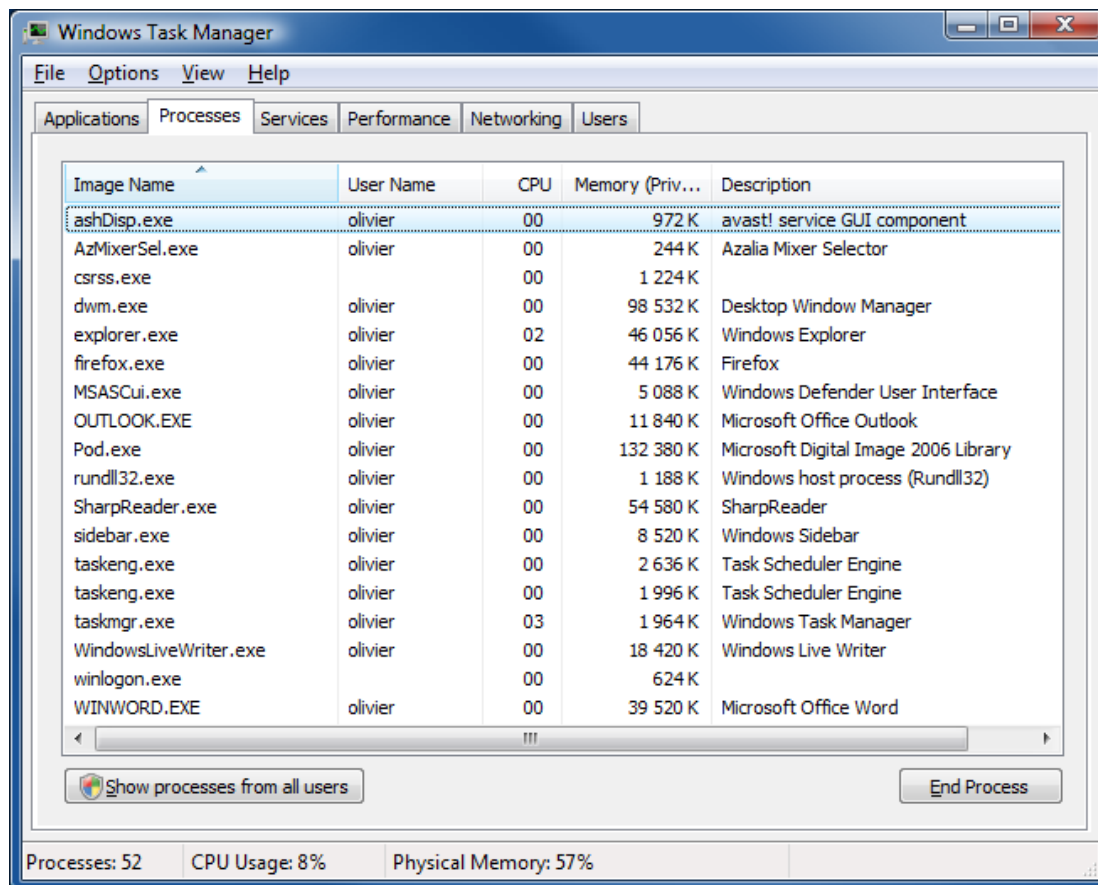 Windows Task Manager
File Options View Help
Applications Processes Services Performance Networking Users
Image Name User Name CPU Memory (Priv... Description
ashDisp.exe olivier 00 972 K avast! service GUI component
AzMixerSel.exe olivier 00 244 K Azalia Mixer Selector
csrss.exe 00 1 224 K
dwm.exe olivier 00 98 532 K Desktop Window Manager
explorer.exe olivier 02 46 056 K Windows Explorer
firefox.exe olivier 00 44 176 K Firefox
MSASCui.exe olivier 00 5 088 K Windows Defender User Interface
OUTLOOK.EXE olivier 00 11 840 K Microsoft Office Outlook
Pod.exe olivier 00 132 380 K Microsoft Digital Image 2006 Library
rundll32.exe olivier 00 1 188 K Windows host process (Rundll32)
SharpReader.exe olivier 00 54 580 K SharpReader
sidebar.exe olivier 00 8 520 K Windows Sidebar
taskeng.exe olivier 00 2 636 K Task Scheduler Engine
taskeng.exe olivier 00 1 996 K Task Scheduler Engine
taskmgr.exe olivier 03 1 964 K Windows Task Manager
WindowsLiveWriter.exe olivier 00 18 420 K Windows Live Writer
winlogon.exe 00 624 K
WINWORD.EXE olivier 00 39 520 K Microsoft Office Word
Show processes from all users End Process
Processes: 52 CPU Usage: 8% Physical Memory: 57%